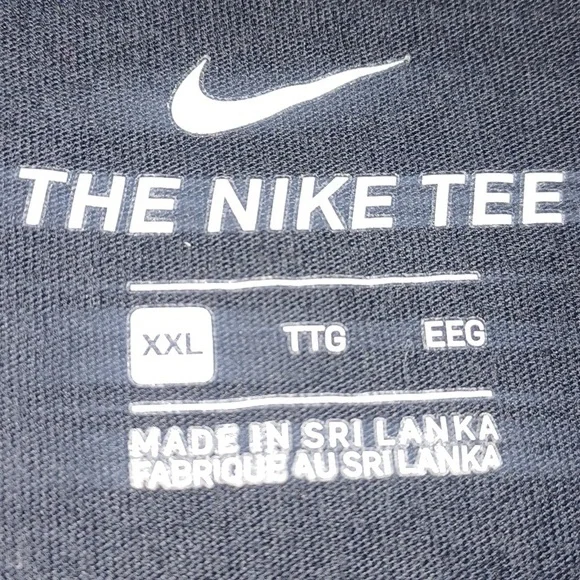 THE NIKE TEE
XXL TTG EEG
MADE IN SRI LANKA
FABRIQUE AU SRI LANKA